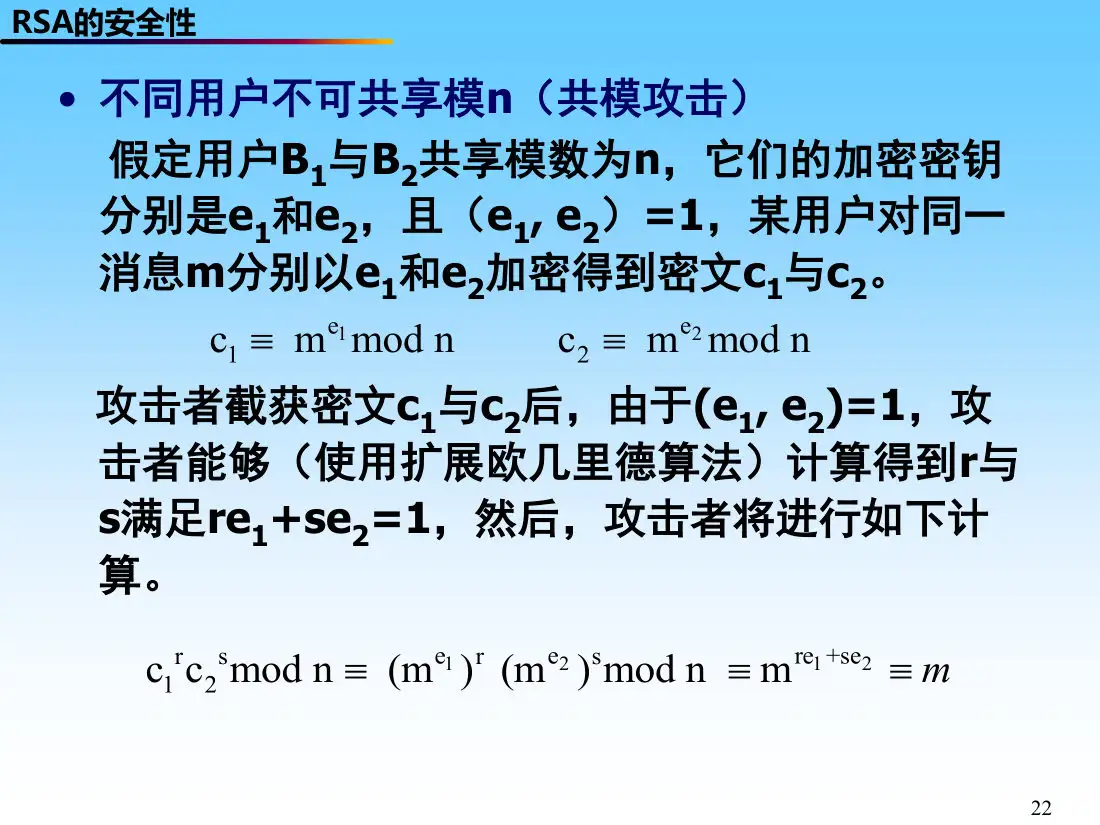 RSA的安全性
• 不同用户不可共享模n（共模攻击）
假定用户B₁与B₂共享模数为n，它们的加密密钥
分别是e₁和e₂，且（e₁, e₂）=1，某用户对同一
消息m分别以e₁和e₂加密得到密文c₁与c₂。
c₁ ≡ m^{e₁} mod n c₂ ≡ m^{e₂} mod n
攻击者截获密文c₁与c₂后，由于(e₁, e₂)=1，攻
击者能够（使用扩展欧几里德算法）计算得到r与
s满足re₁+se₂=1，然后，攻击者将进行如下计
算。
c₁^r c₂^s mod n ≡ (m^{e₁})^r (m^{e₂})^s mod n ≡ m^{re₁+se₂} ≡ m
22